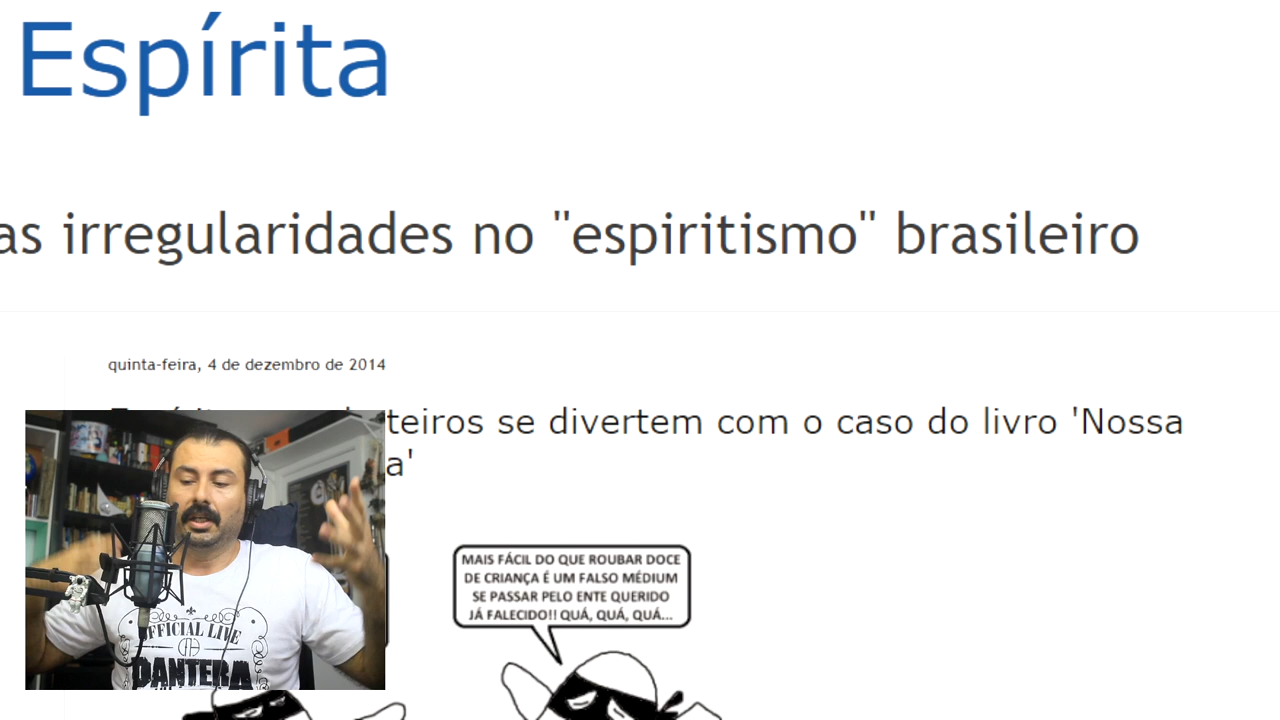 Espírita
as irregularidades no "espiritismo" brasileiro
quinta-feira, 4 de dezembro de 2014
teiros se divertem com o caso do livro 'Nossa
a'
MAIS FÁCIL DO QUE ROUBAR DOCE
DE CRIANÇA É UM FALSO MÉDIUM
SE PASSAR PELO ENTE QUERIDO
JÁ FALECIDO!! QUÁ, QUÁ, QUÁ...
OFFICIAL LIVE
PANTERA